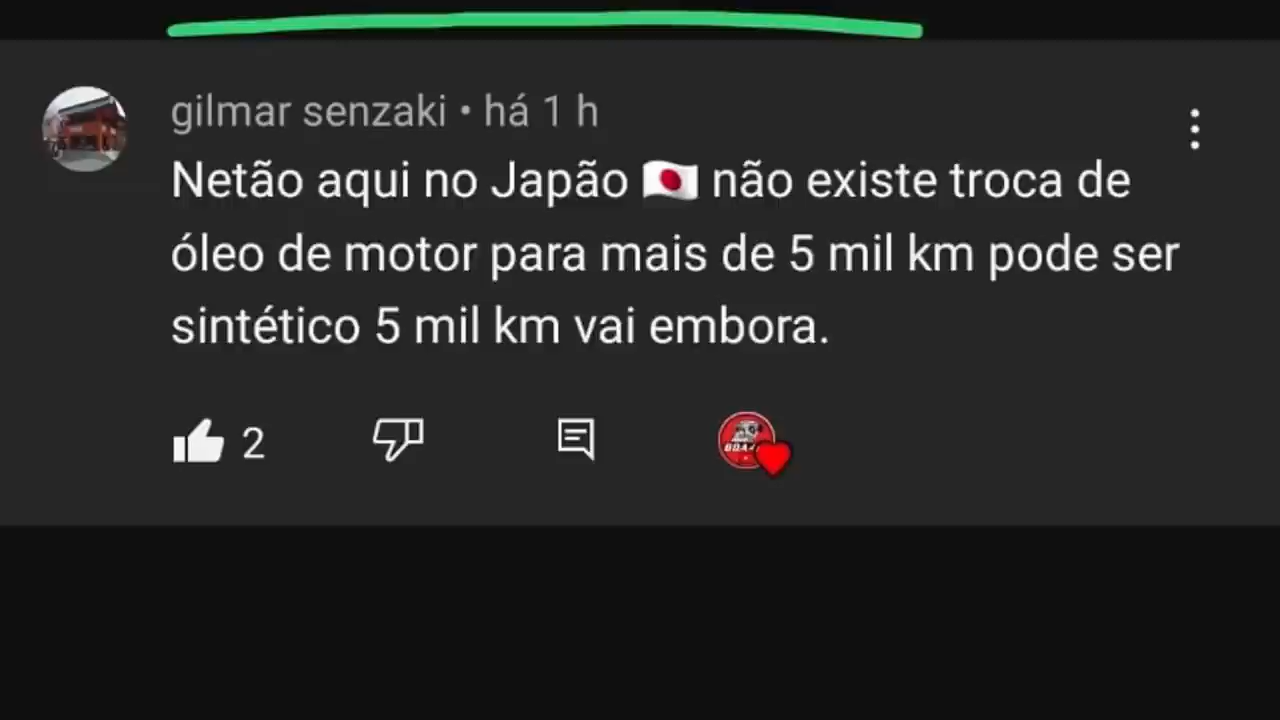 gilmar senzaki • há 1 h
Netão aqui no Japão 🇯🇵 não existe troca de
óleo de motor para mais de 5 mil km pode ser
sintético 5 mil km vai embora.
2